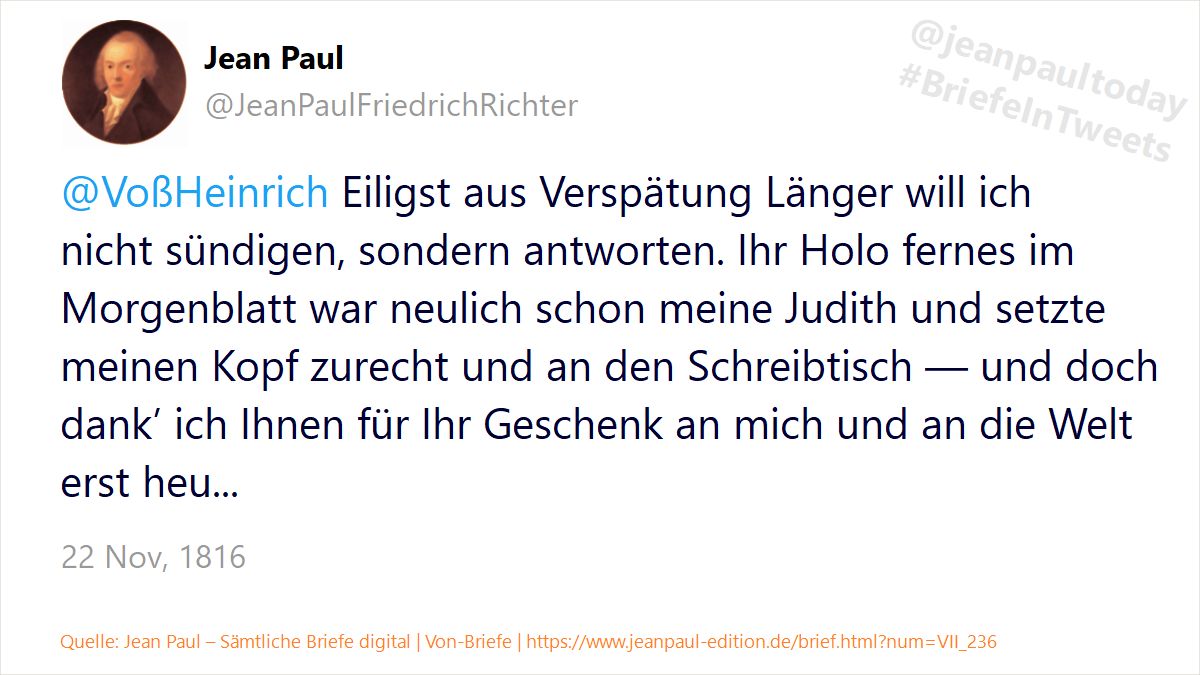 Jean Paul
@JeanPaulFriedrichRichter
@jeanpaultoday
#BriefeInTweets
@VoßHeinrich Eiligst aus Verspätung Länger will ich
nicht sündigen, sondern antworten. Ihr Holo fernes im
Morgenblatt war neulich schon meine Judith und setzte
meinen Kopf zurecht und an den Schreibtisch — und doch
dank’ ich Ihnen für Ihr Geschenk an mich und an die Welt
erst heu...
22 Nov, 1816
Quelle: Jean Paul – Sämtliche Briefe digital | Von-Briefe | https://www.jeanpaul-edition.de/brief.html?num=VII_236